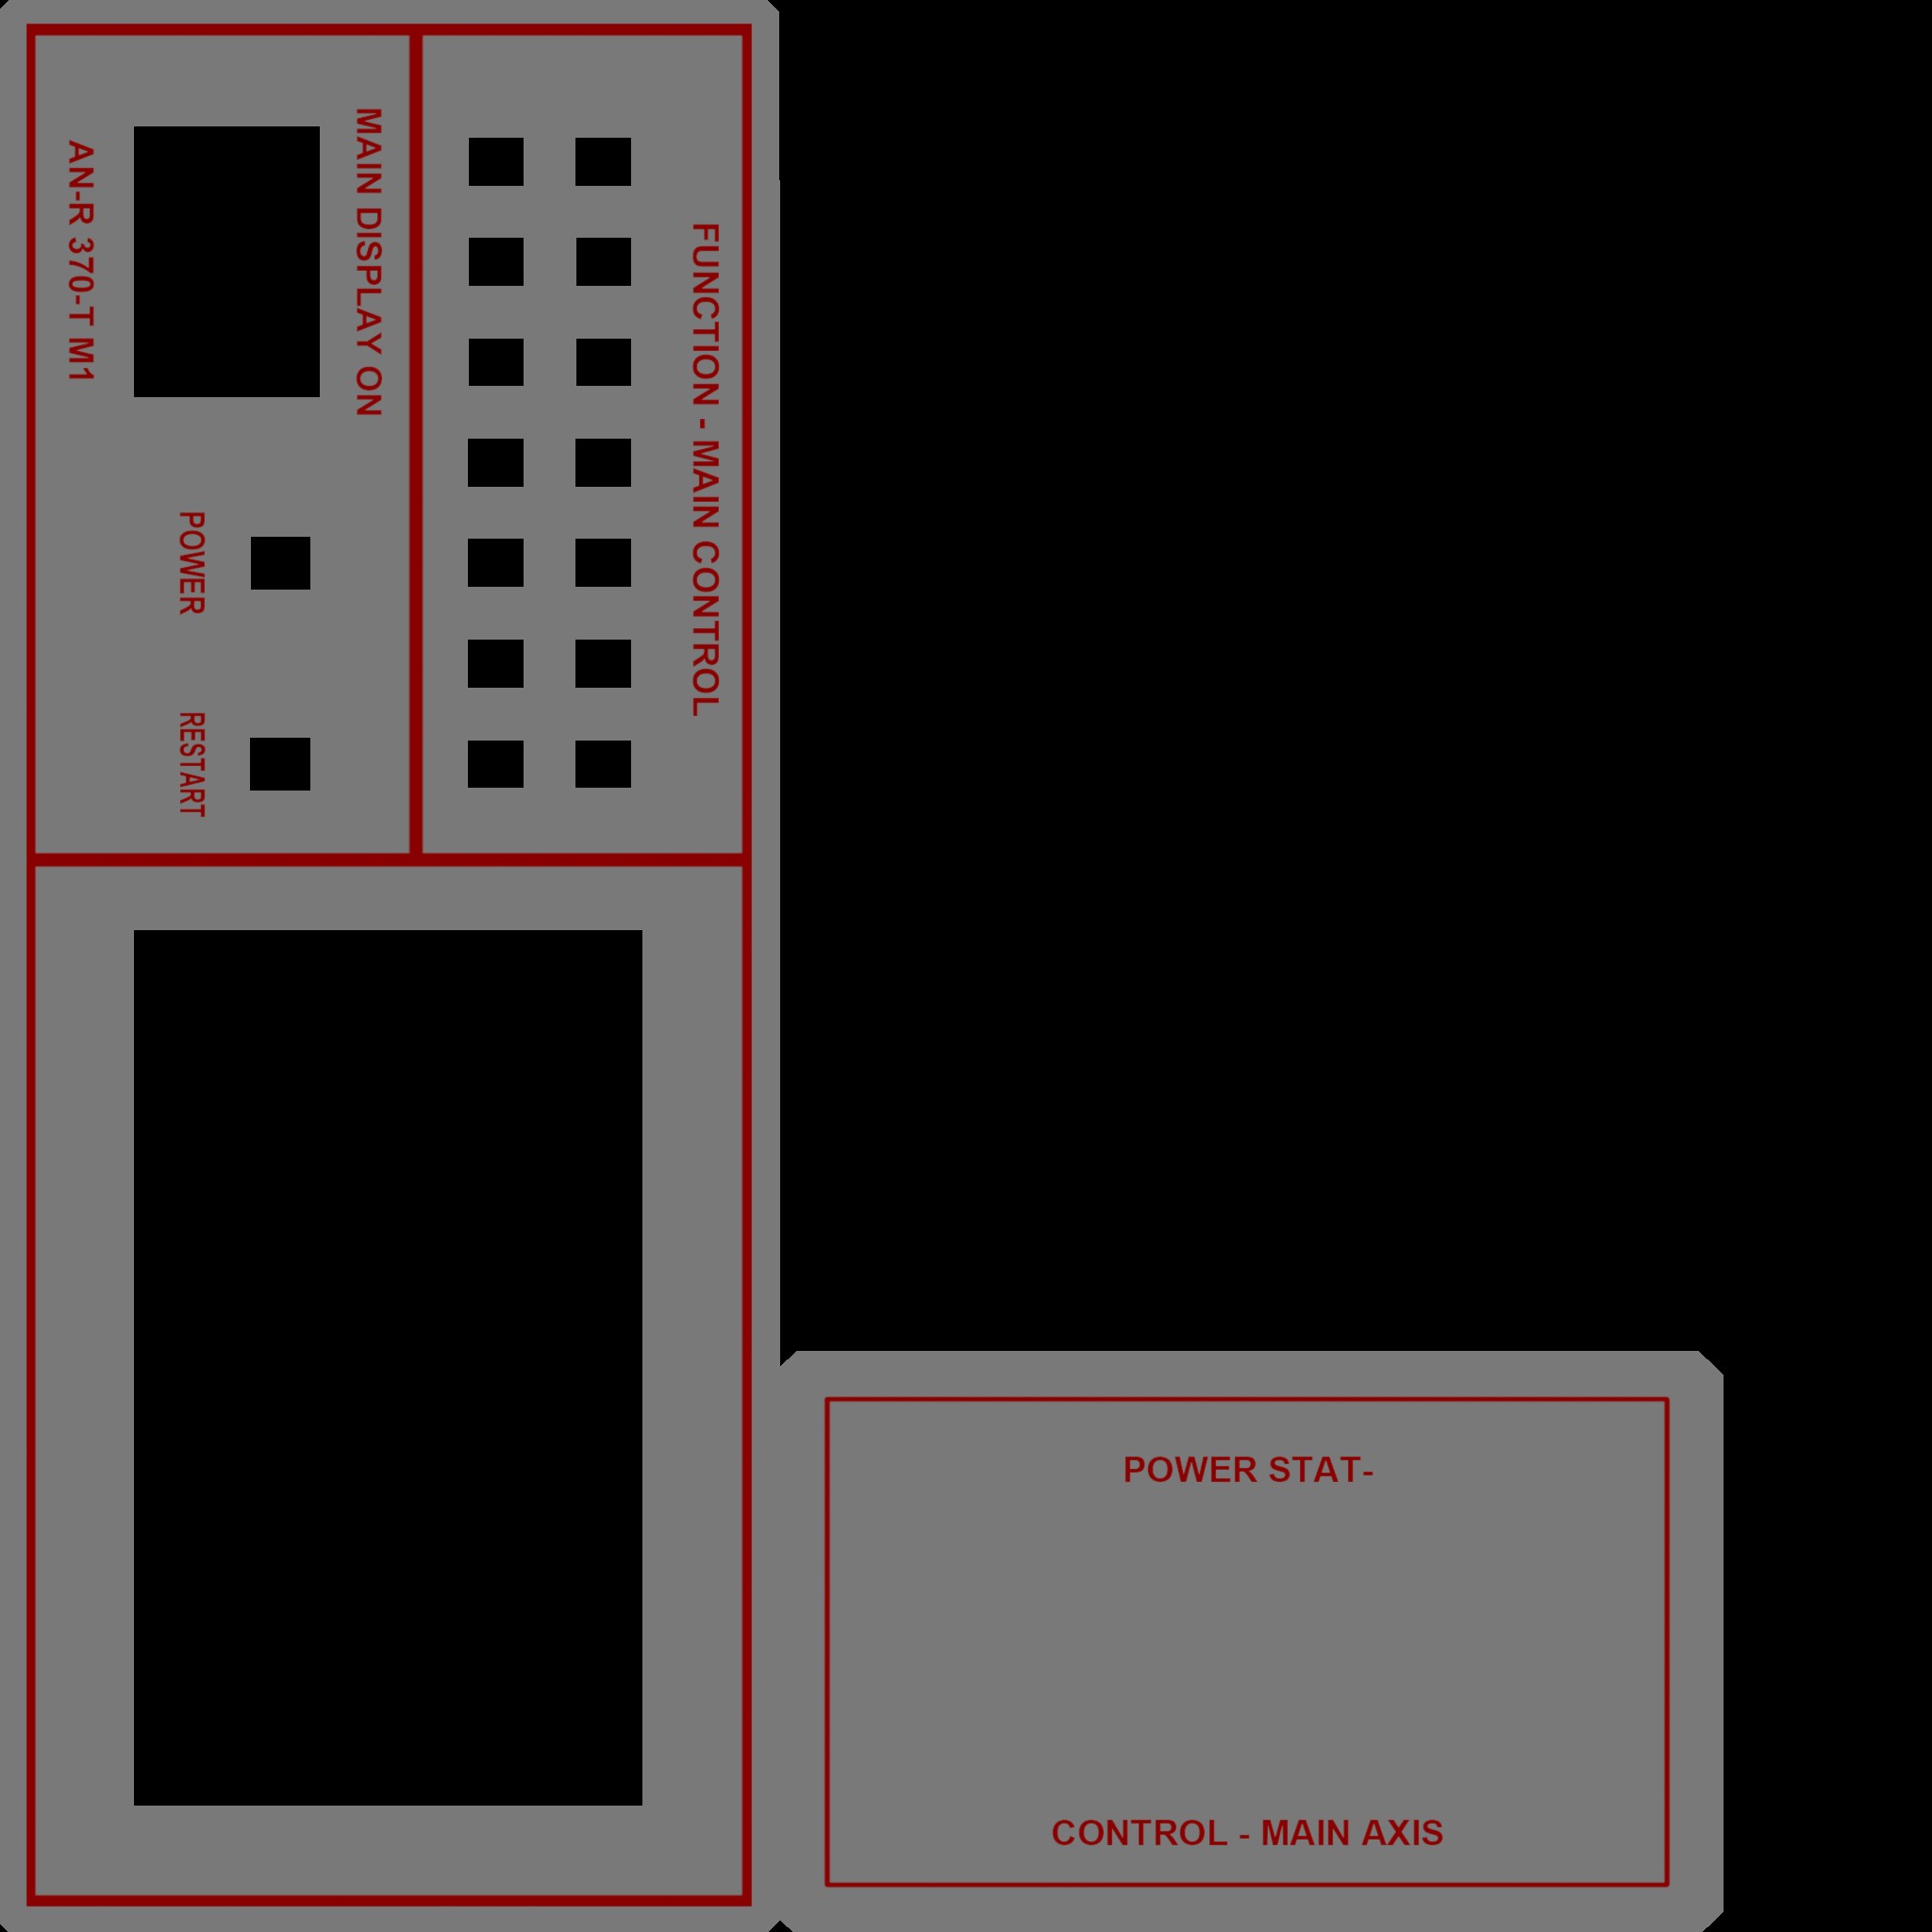 FUNCTION - MAIN CONTROL
MAIN DISPLAY ON
AN-R 370-T M1
POWER
RESTART
POWER STAT-
CONTROL - MAIN AXIS